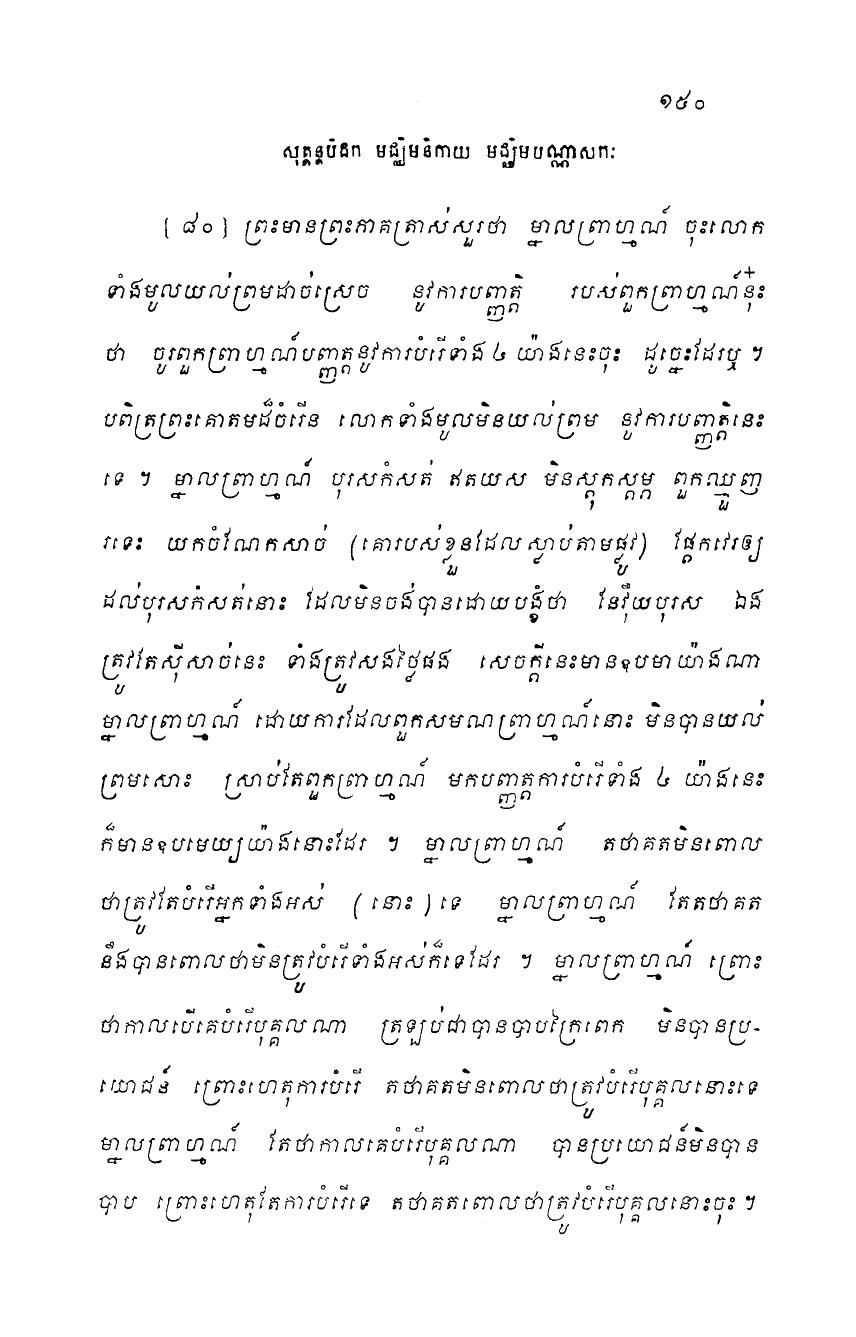 ១៥០
សុត្តន្តបិដក មជ្ឈិមនិកាយ មជ្ឈិមបណ្ណាសកៈ
[ ៨០ ] ព្រះមានព្រះភាគត្រាស់សួរថា ម្នាលព្រាហ្មណ៍ ចុះលោក
ទាំងមូលយល់ព្រមដាច់ស្រេច នូវការបញ្ញត្តិ របស់ពួកព្រាហ្មណ៍នុ៎ះ
ថា ចូរពួកព្រាហ្មណ៍បញ្ញត្តនូវការបំរើទាំង ៤ យ៉ាងនេះចុះ ដូច្នេះដែរឬ ។
បពិត្រព្រះគោតមដ៏ចំរើន លោកទាំងមូលមិនយល់ព្រម នូវការបញ្ញត្តិនេះ
ទេ ។ ម្នាលព្រាហ្មណ៍ បុរសកំសត់ ឥតយស មិនស្តុកស្តម្ភ ពួកឈ្មួញ
រទេះ យកចំណែកសាច់ (គោរបស់ខ្លួនដែលស្លាប់តាមផ្លូវ) ផ្តែកវេរឲ្យ
ដល់បុរសកំសត់នោះ ដែលមិនចង់បានដោយបង្ខំថា នែវ៉ឺយបុរស ឯង
ត្រូវតែស៊ីសាច់នេះ ទាំងត្រូវសងថ្លៃផង សេចក្តីនេះមានឧបមាយ៉ាងណា
ម្នាលព្រាហ្មណ៍ ដោយការដែលពួកសមណព្រាហ្មណ៍នោះ មិនបានយល់
ព្រមសោះ ស្រាប់តែពួកព្រាហ្មណ៍ មកបញ្ញត្តការបំរើទាំង ៤ យ៉ាងនេះ
ក៏មានឧបមេយ្យយ៉ាងនោះដែរ ។ ម្នាលព្រាហ្មណ៍ តថាគតមិនពោល
ថាត្រូវតែបំរើអ្នកទាំងអស់ (នោះ) ទេ ម្នាលព្រាហ្មណ៍ តែតថាគត
នឹងបានពោលថាមិនត្រូវបំរើទាំងអស់ក៏ទេដែរ ។ ម្នាលព្រាហ្មណ៍ ព្រោះ
ថាកាលបើគេបំរើបុគ្គលណា ត្រឡប់ជាបានបាបក្រៃពេក មិនបានប្រ-
យោជន៍ ព្រោះហេតុការបំរើ តថាគតមិនពោលថាត្រូវបំរើបុគ្គលនោះទេ
ម្នាលព្រាហ្មណ៍ តែថាកាលគេបំរើបុគ្គលណា បានប្រយោជន៍មិនបាន
បាប ព្រោះហេតុតែការបំរើទេ តថាគតពោលថាត្រូវបំរើបុគ្គលនោះចុះ ។